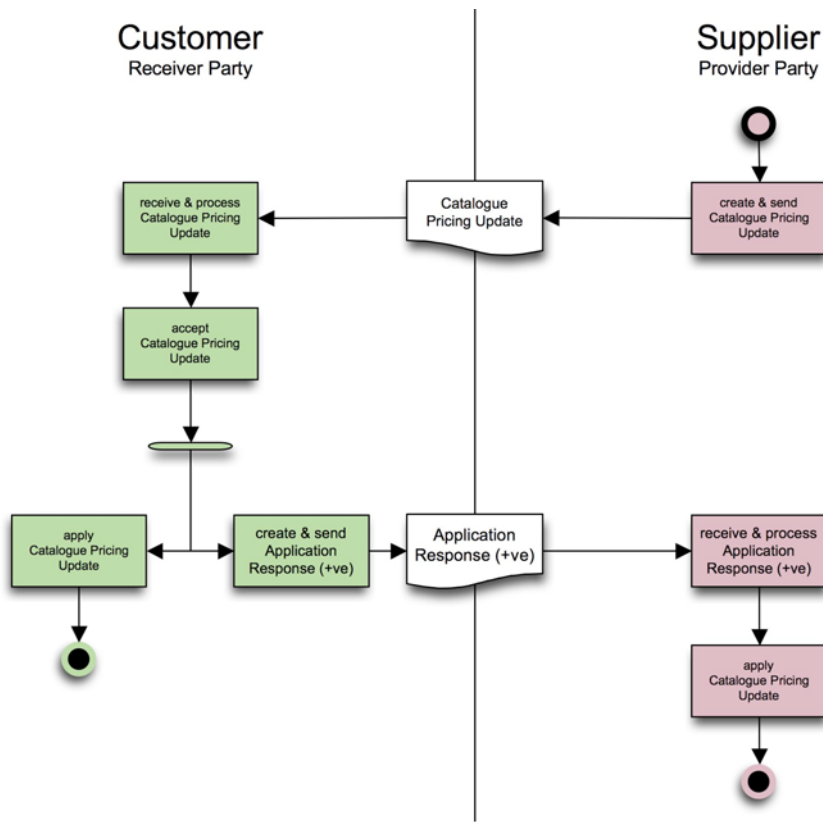 Customer
Receiver Party
Supplier
Provider Party
receive & process
Catalogue Pricing
Update
Catalogue
Pricing Update
create & send
Catalogue Pricing
Update
accept
Catalogue Pricing
Update
apply
Catalogue Pricing
Update
create & send
Application
Response (+ve)
Application
Response (+ve)
receive & process
Application
Response (+ve)
apply
Catalogue Pricing
Update